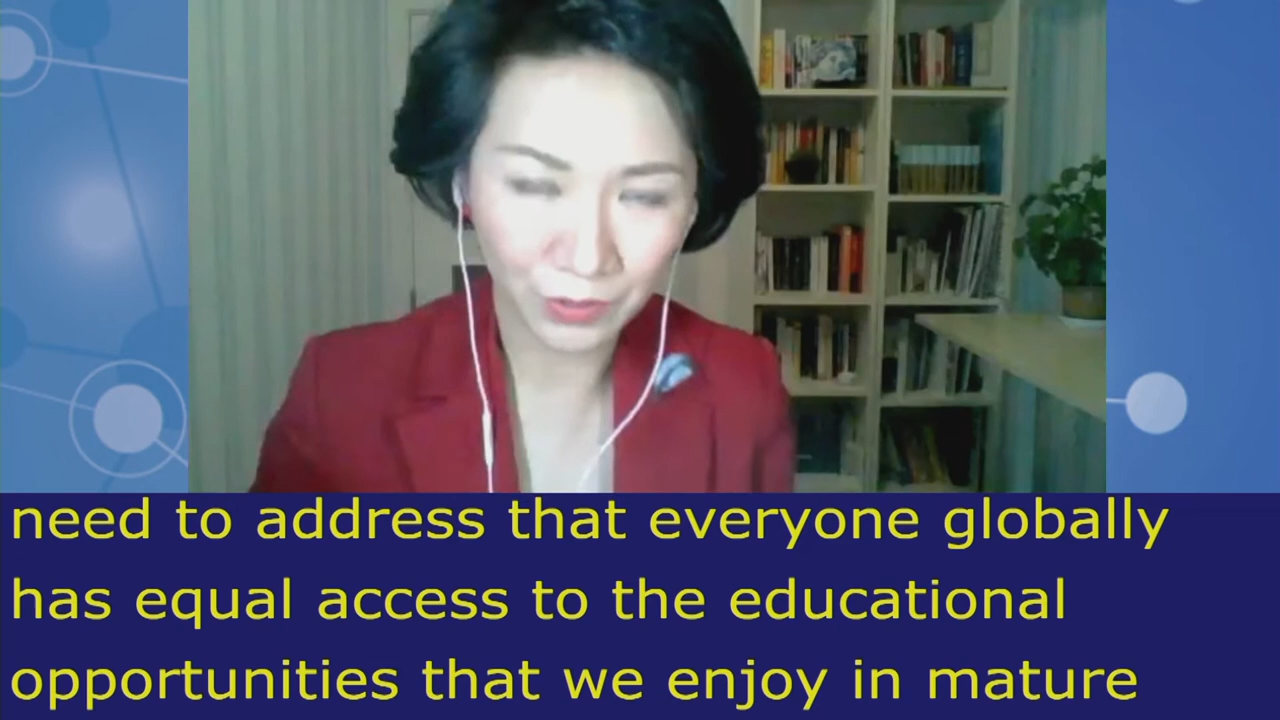 need to address that everyone globally
has equal access to the educational
opportunities that we enjoy in mature